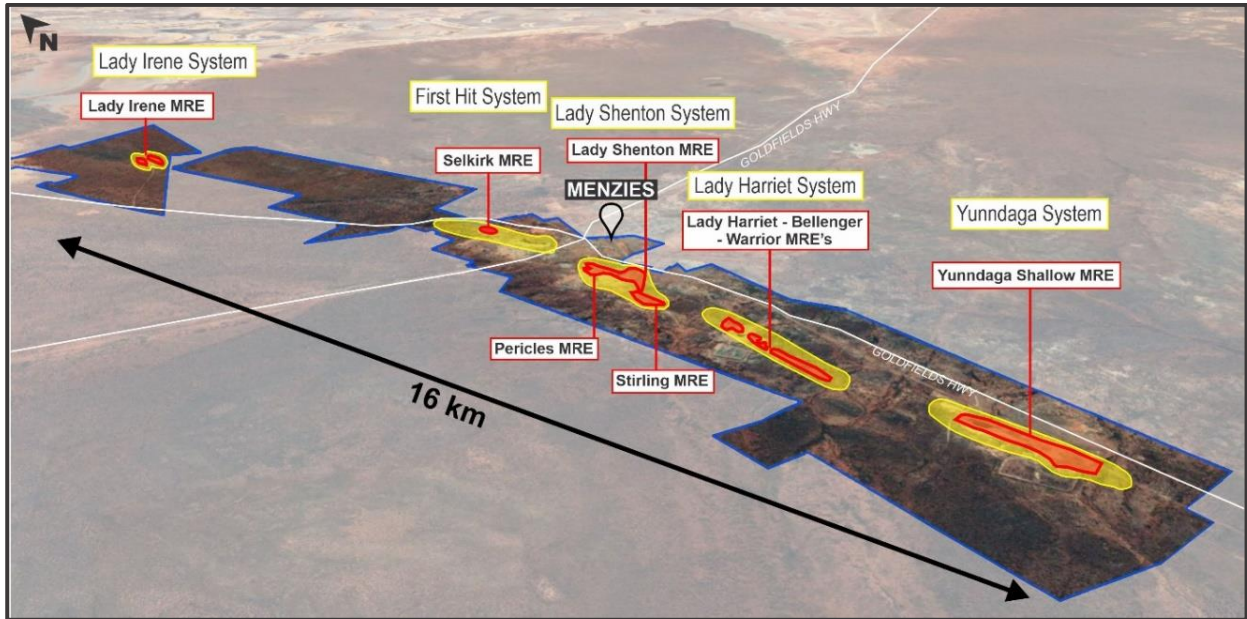 N
Lady Irene System
Lady Irene MRE
First Hit System
Selkirk MRE
Lady Shenton System
Lady Shenton MRE
MENZIES
GOLDFIELDS HWY
Lady Harriet System
Lady Harriet - Bellenger
- Warrior MRE's
Yunndaga System
Yunndaga Shallow MRE
Pericles MRE
Stirling MRE
GOLDFIELDS HWY
16 km